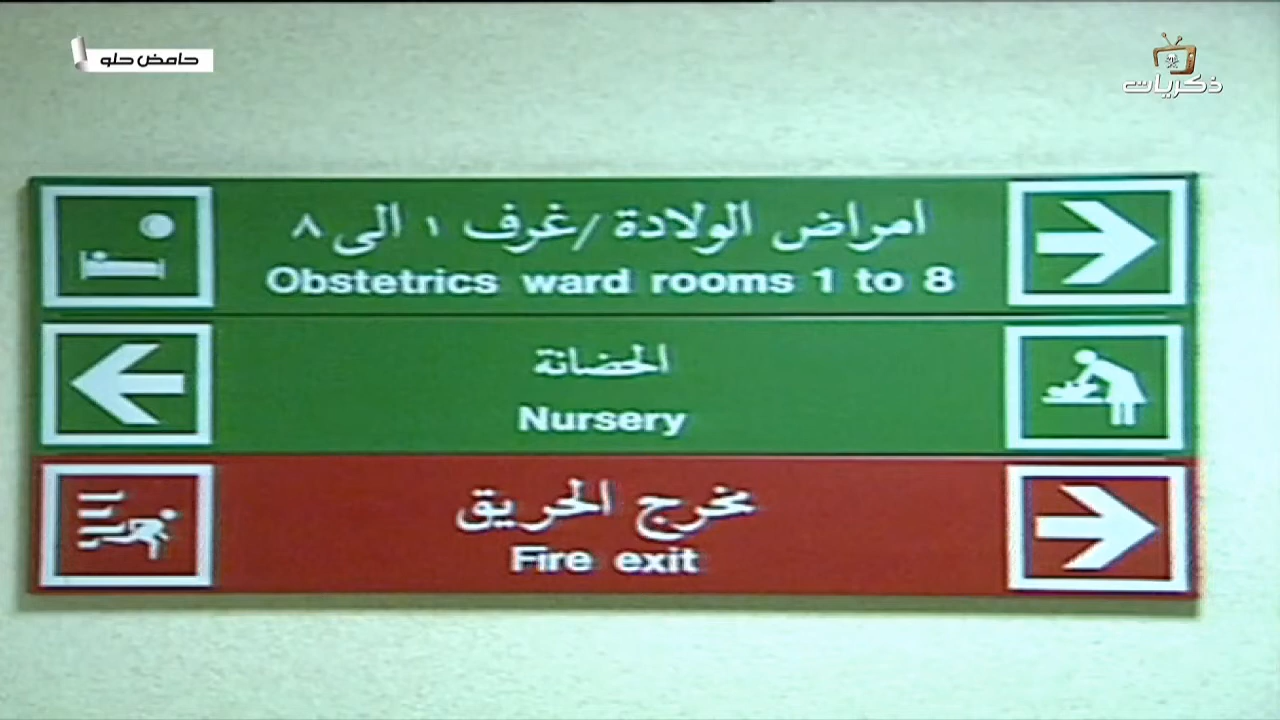 حامض حلو
ذكريات
امراض الولادة / غرف ١ الى ٨
Obstetrics ward rooms 1 to 8
الحضانة
Nursery
مخرج الحريق
Fire exit